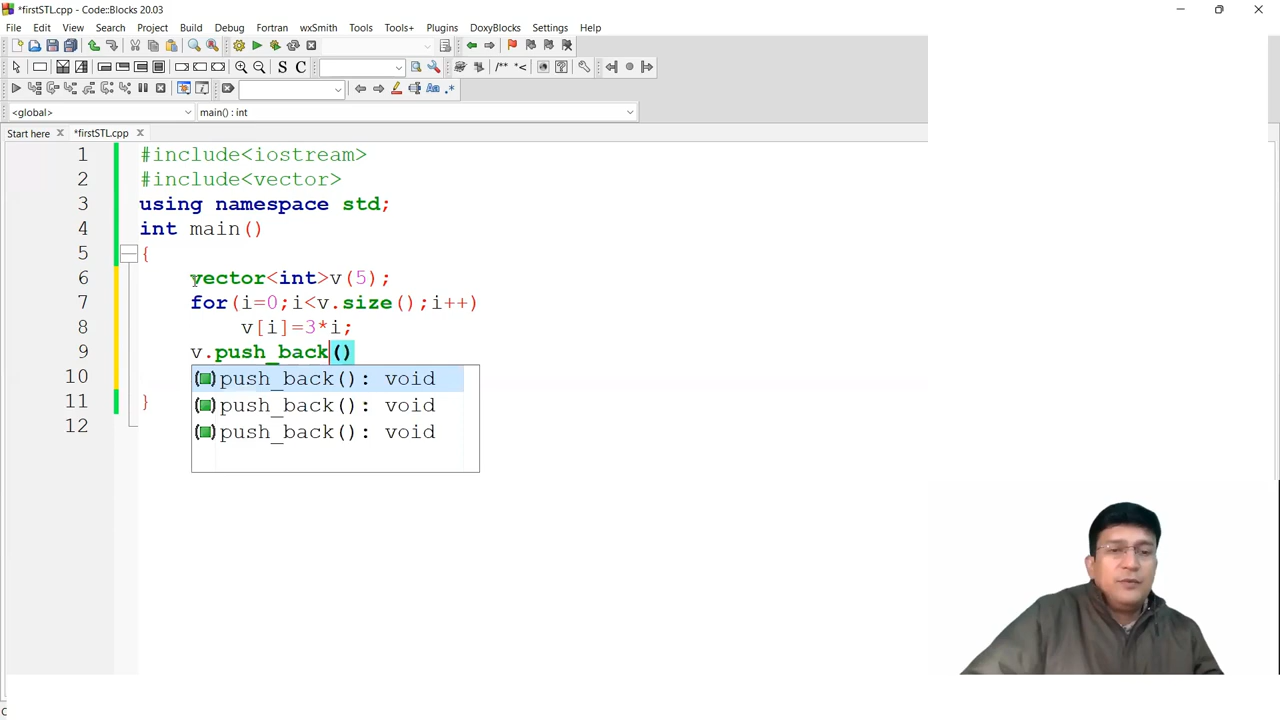 *firstSTL.cpp - Code::Blocks 20.03
File Edit View Search Project Build Debug Fortran wxSmith Tools Tools+ Plugins DoxyBlocks Settings Help
S C /** *<
Aa .*
<global> main() : int
Start here *firstSTL.cpp
1 #include<iostream>
2 #include<vector>
3 using namespace std;
4 int main()
5 {
6 vector<int>v(5);
7 for(i=0;i<v.size();i++)
8 v[i]=3*i;
9 v.push_back()
10 push_back(): void
11 } push_back(): void
12 push_back(): void